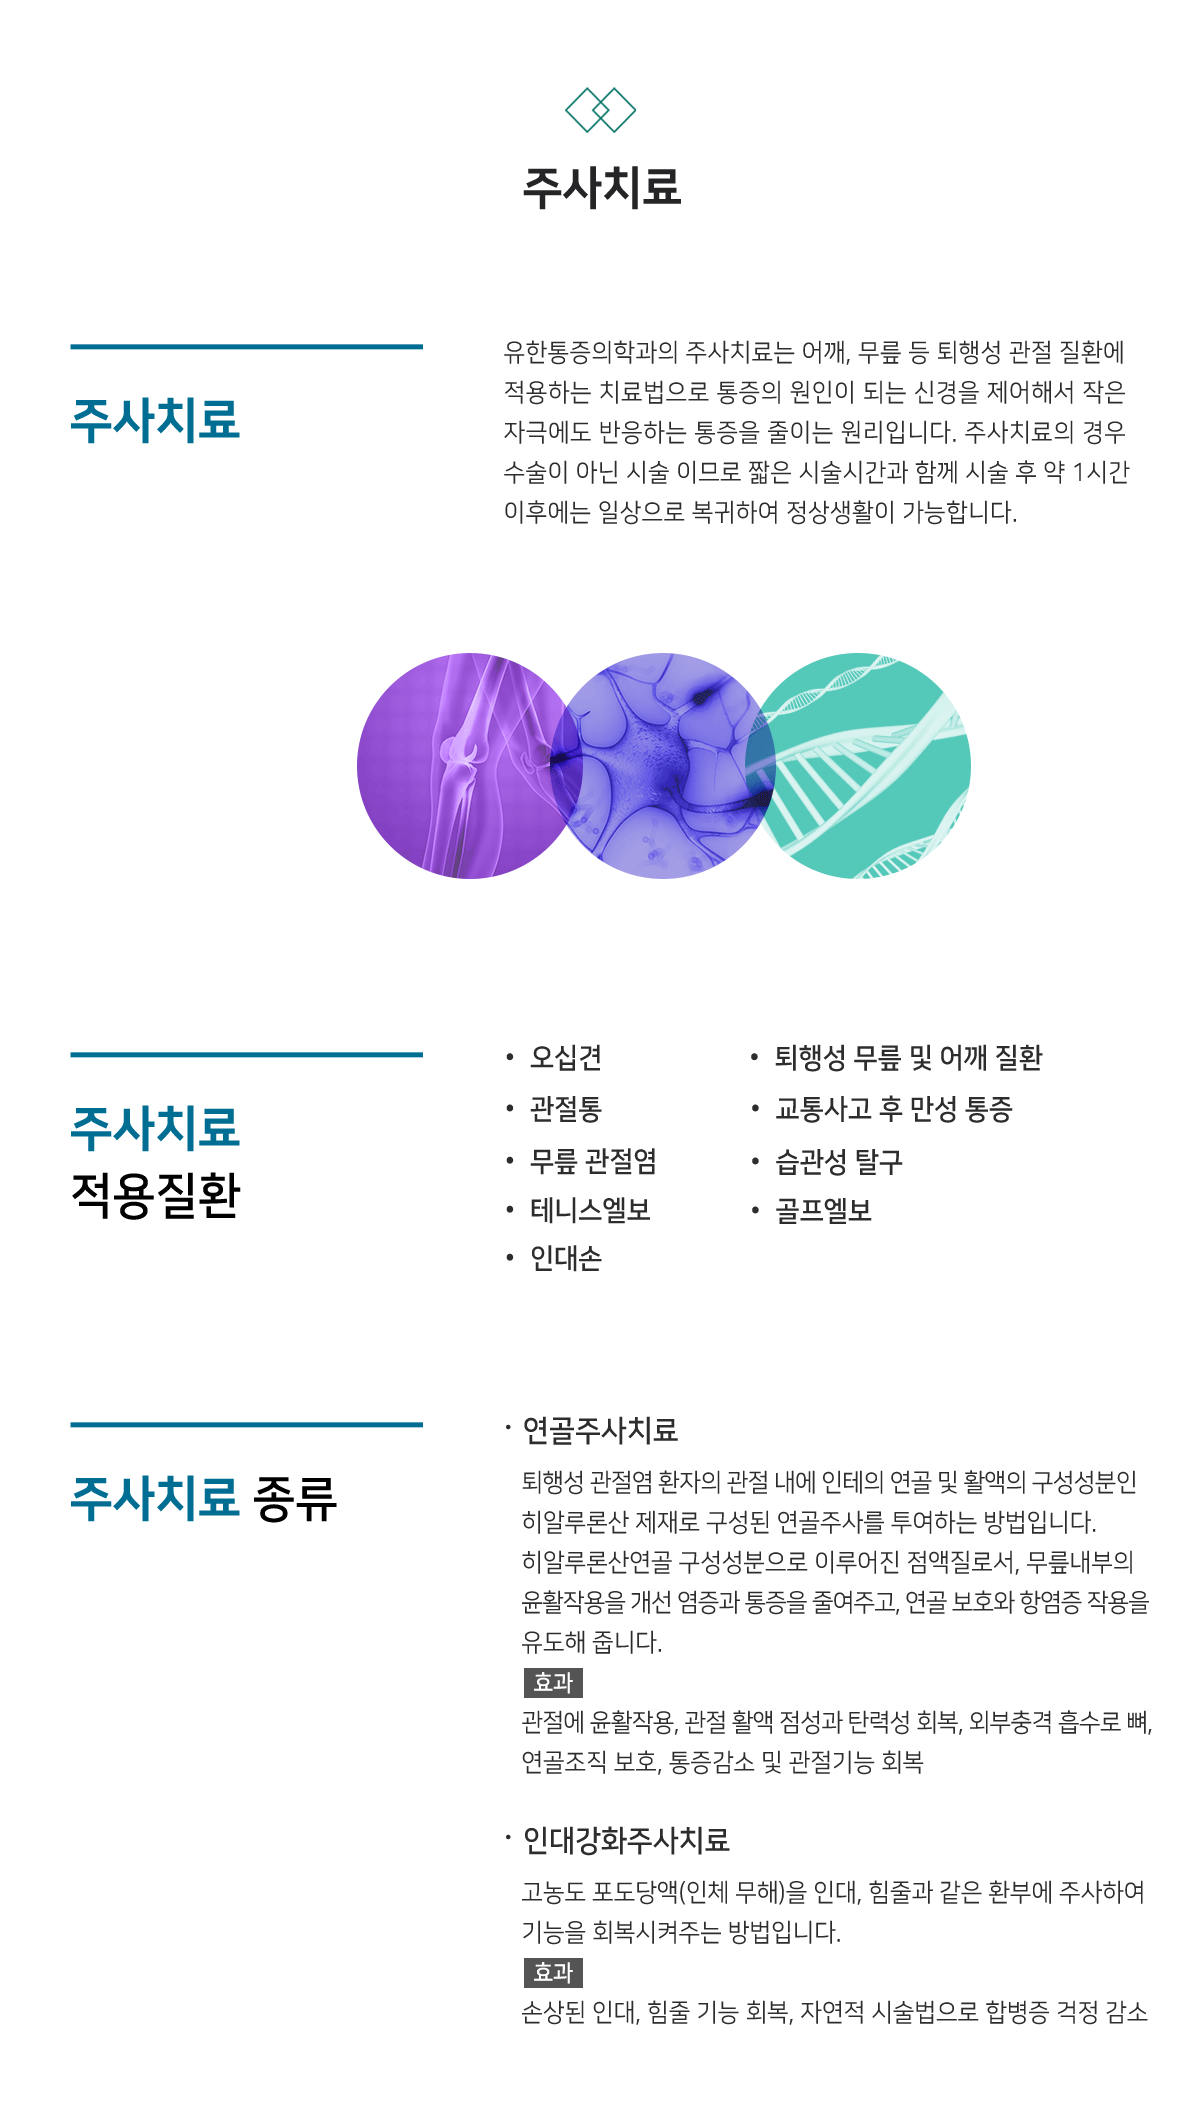 주사치료
주사치료
유한통증의학과의 주사치료는 어깨, 무릎 등 퇴행성 관절 질환에
적용하는 치료법으로 통증의 원인이 되는 신경을 제어해서 작은
자극에도 반응하는 통증을 줄이는 원리입니다. 주사치료의 경우
수술이 아닌 시술 이므로 짧은 시술시간과 함께 시술 후 약 1시간
이후에는 일상으로 복귀하여 정상생활이 가능합니다.
주사치료
적용질환
• 오십견
• 관절통
• 무릎 관절염
• 테니스엘보
• 인대손
• 퇴행성 무릎 및 어깨 질환
• 교통사고 후 만성 통증
• 습관성 탈구
• 골프엘보
주사치료 종류
· 연골주사치료
퇴행성 관절염 환자의 관절 내에 인테의 연골 및 활액의 구성성분인
히알루론산 제재로 구성된 연골주사를 투여하는 방법입니다.
히알루론산연골 구성성분으로 이루어진 점액질로서, 무릎내부의
윤활작용을 개선 염증과 통증을 줄여주고, 연골 보호와 항염증 작용을
유도해 줍니다.
효과
관절에 윤활작용, 관절 활액 점성과 탄력성 회복, 외부충격 흡수로 뼈,
연골조직 보호, 통증감소 및 관절기능 회복
· 인대강화주사치료
고농도 포도당액(인체 무해)을 인대, 힘줄과 같은 환부에 주사하여
기능을 회복시켜주는 방법입니다.
효과
손상된 인대, 힘줄 기능 회복, 자연적 시술법으로 합병증 걱정 감소